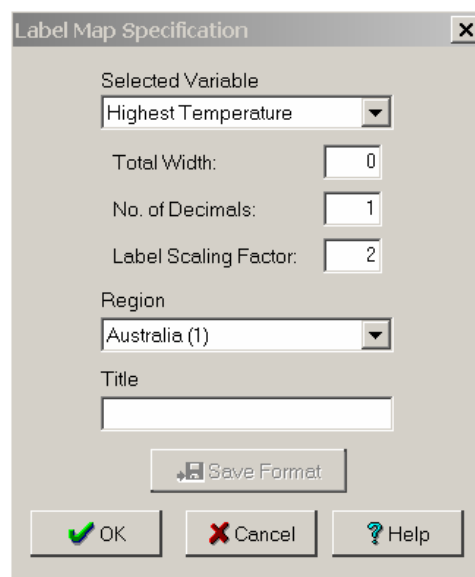 Label Map Specification
Selected Variable
Highest Temperature
Total Width: 0
No. of Decimals: 1
Label Scaling Factor: 2
Region
Australia (1)
Title
Save Format
OK Cancel Help